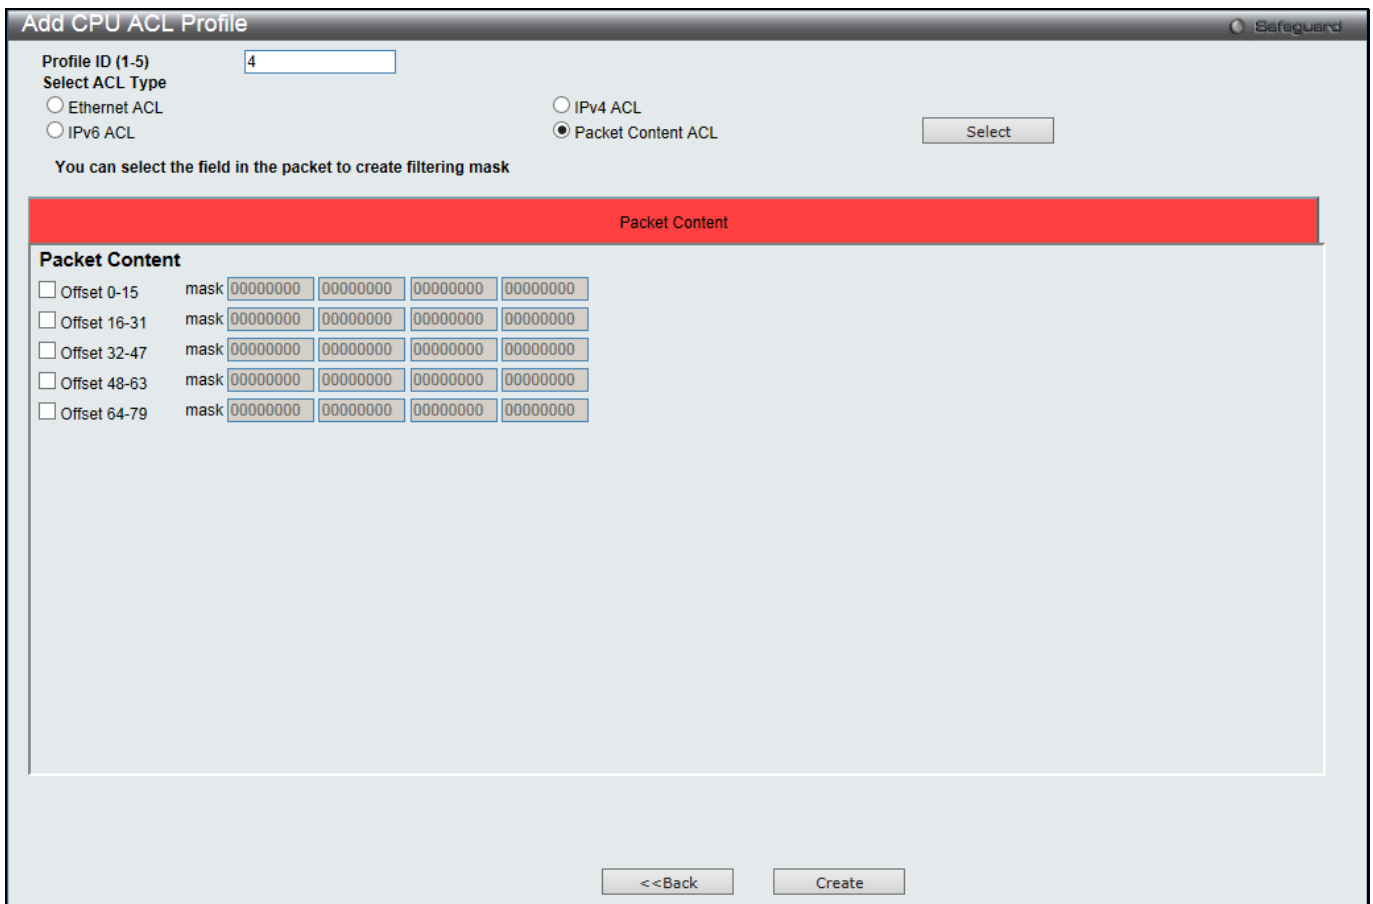 Add CPU ACL Profile
Safeguard
Profile ID (1-5) 4
Select ACL Type
Ethernet ACL IPv4 ACL
IPv6 ACL Packet Content ACL Select
You can select the field in the packet to create filtering mask
Packet Content
Packet Content
Offset 0-15 mask 00000000 00000000 00000000 00000000
Offset 16-31 mask 00000000 00000000 00000000 00000000
Offset 32-47 mask 00000000 00000000 00000000 00000000
Offset 48-63 mask 00000000 00000000 00000000 00000000
Offset 64-79 mask 00000000 00000000 00000000 00000000
<<Back Create